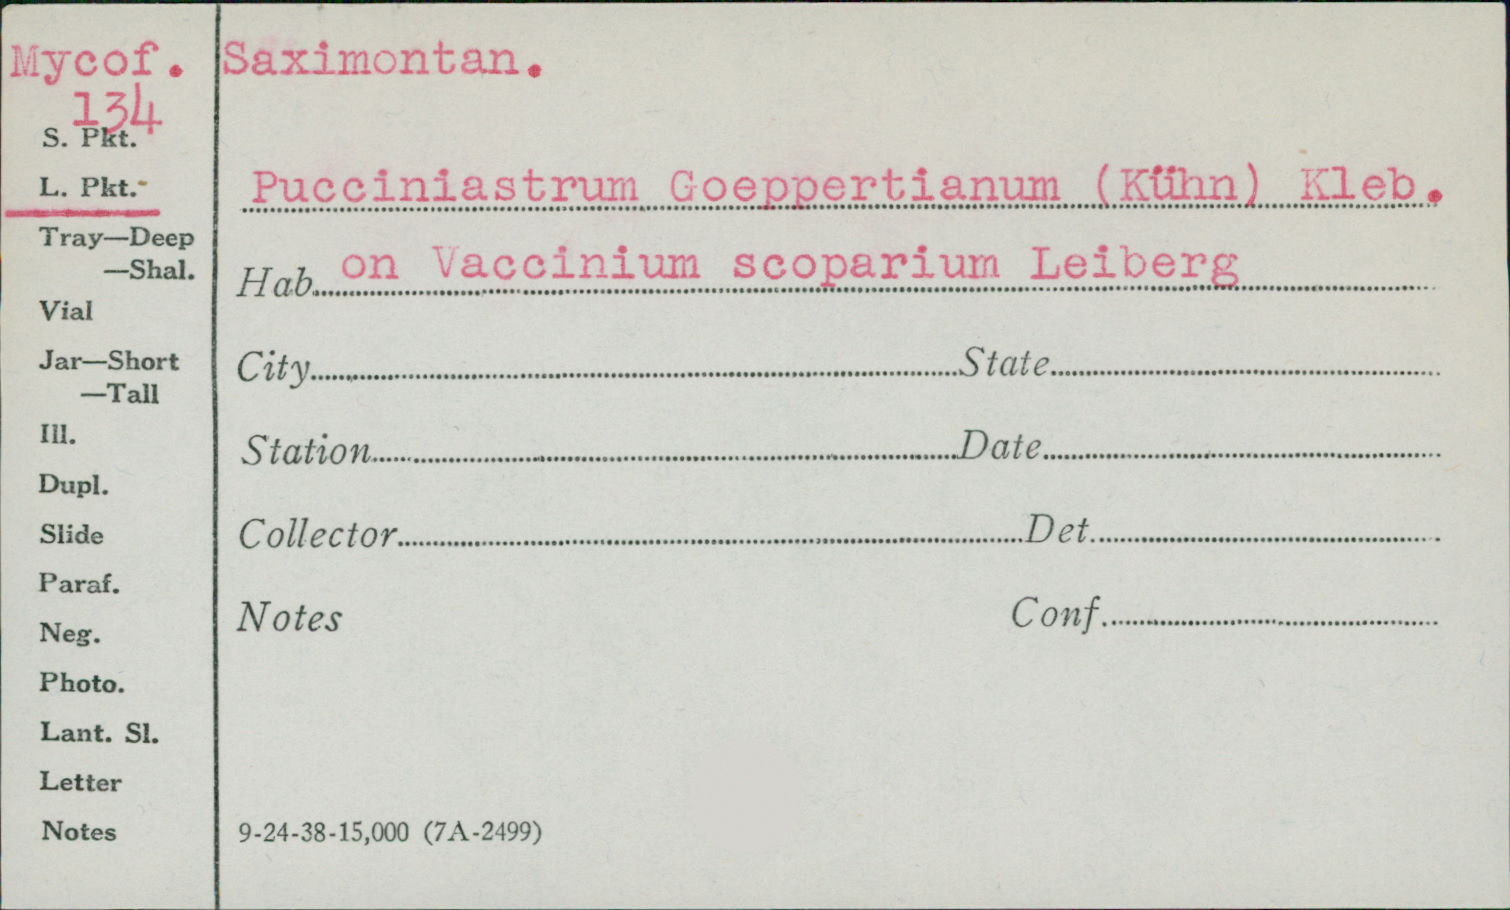 Mycof. Saximontan.
134
S. Pkt.
L. Pkt.
Pucciniastrum Goeppertianum (Kühn) Kleb.
Tray—Deep
—Shal.
Hab. on Vaccinium scoparium Leiberg
Vial
Jar—Short
—Tall
City State
Ill.
Station Date
Dupl.
Slide
Collector Det.
Paraf.
Neg.
Notes Conf.
Photo.
Lant. Sl.
Letter
Notes
9-24-38-15,000 (7A-2499)